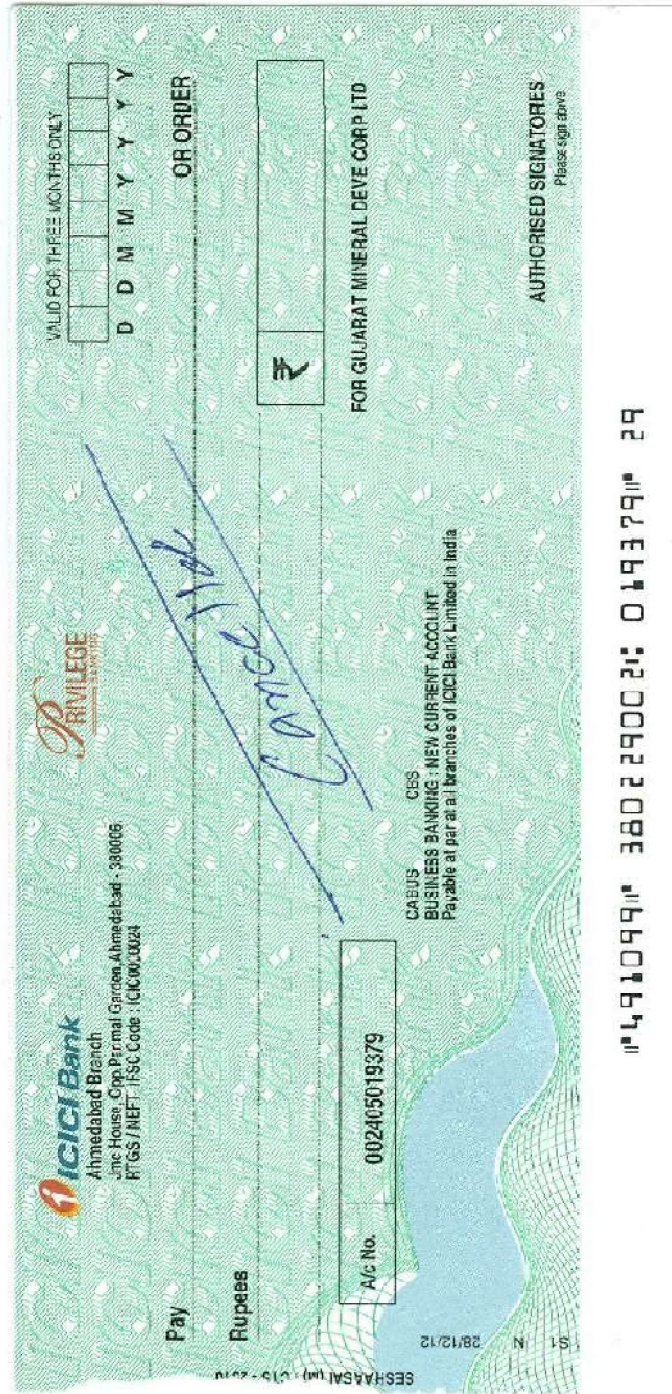 ICICI Bank
Ahmedabad Branch
Jmc House, Opp.Parimal Garden,Ahmedabad - 380006
RTGS / NEFT / IFSC Code : ICIC0000024
PRIVILEGE
BANKING
VALID FOR THREE MONTHS ONLY
D D M M Y Y Y Y
Pay
OR ORDER
Rupees
₹
Cancelled
A/c No. 002405019379
FOR GUJARAT MINERAL DEVE CORP LTD
CABUS CBS
BUSINESS BANKING : NEW CURRENT ACCOUNT
Payable at par at all branches of ICICI Bank Limited in India
AUTHORISED SIGNATORES
Please sign above
28/12/12
S1 N
⑈491099⑈ 380229002⑆ 019379⑈ 29